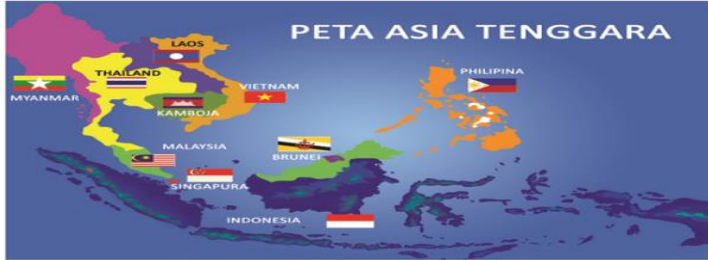 PETA ASIA TENGGARA
LAOS
THAILAND
MYANMAR
VIETNAM
KAMBOJA
PHILIPINA
MALAYSIA
BRUNEI
SINGAPURA
INDONESIA